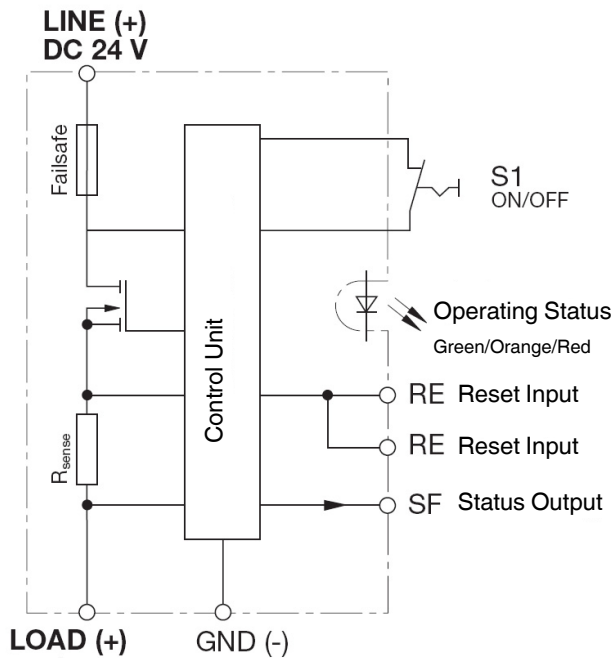 LINE (+)
DC 24 V
Failsafe
S1
ON/OFF
Operating Status
Green/Orange/Red
Control Unit
RE Reset Input
Rsense
RE Reset Input
SF Status Output
LOAD (+)
GND (-)